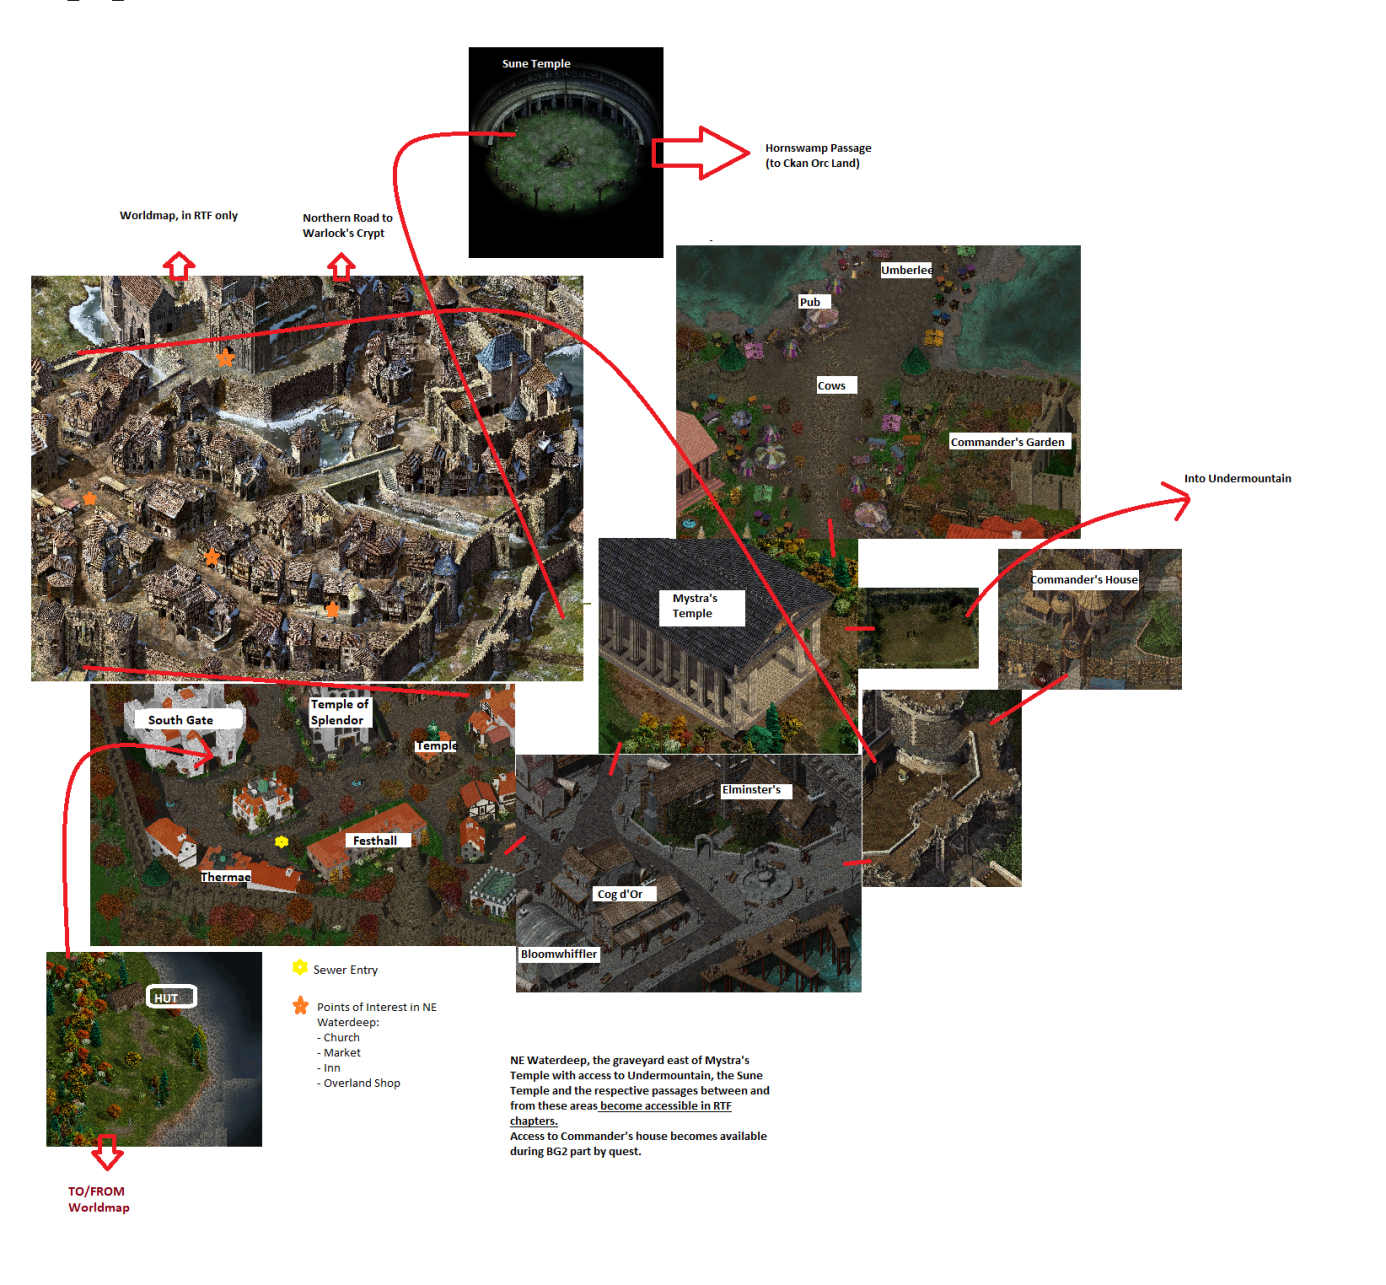 Sune Temple
Hornswamp Passage
(to Ckan Orc Land)
Worldmap, in RTF only
Northern Road to
Warlock's Crypt
Umberlee
Pub
Cows
Commander's Garden
Into Undermountain
Commander's House
Mystra's
Temple
South Gate
Temple of
Splendor
Temple
Elminster's
Festhall
Thermae
Cog d'Or
Bloomwhiffler
HUT
Sewer Entry
Points of Interest in NE
Waterdeep:
- Church
- Market
- Inn
- Overland Shop
NE Waterdeep, the graveyard east of Mystra's
Temple with access to Undermountain, the Sune
Temple and the respective passages between and
from these areas become accessible in RTF
chapters.
Access to Commander's house becomes available
during BG2 part by quest.
TO/FROM
Worldmap